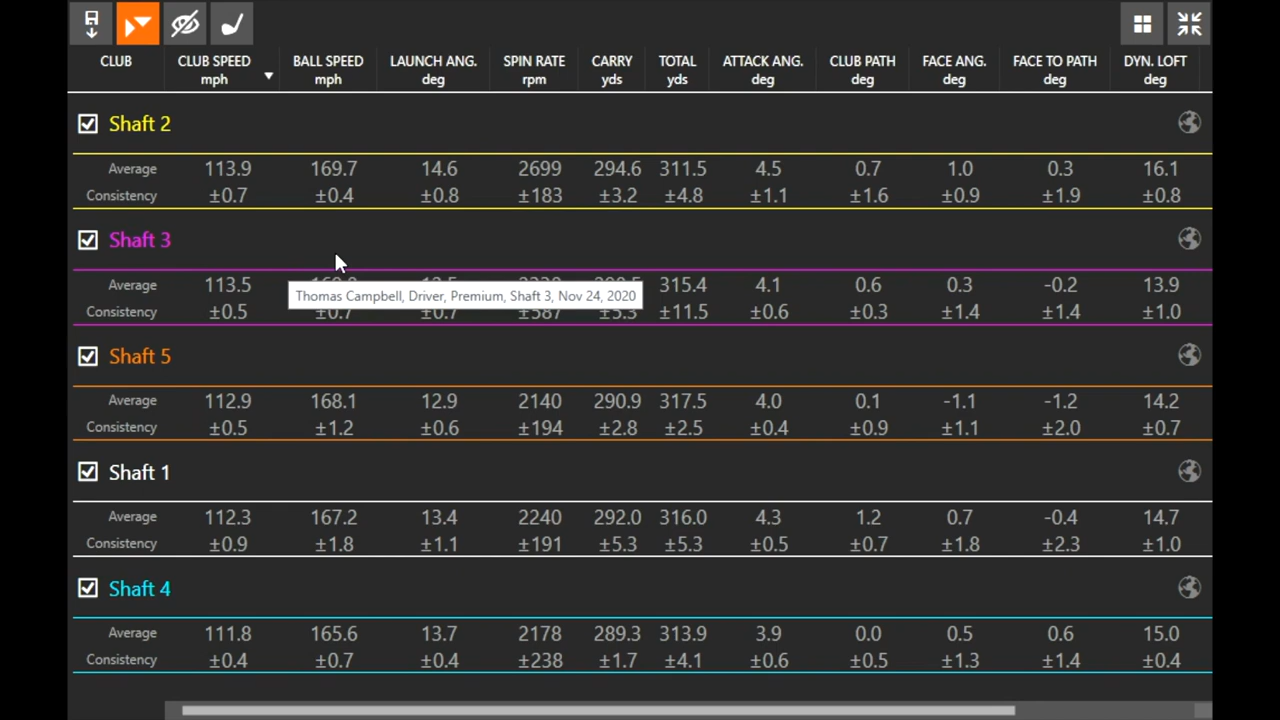 CLUB CLUB SPEED mph BALL SPEED mph LAUNCH ANG. deg SPIN RATE rpm CARRY yds TOTAL yds ATTACK ANG. deg CLUB PATH deg FACE ANG. deg FACE TO PATH deg DYN. LOFT deg
Shaft 2
Average 113.9 169.7 14.6 2699 294.6 311.5 4.5 0.7 1.0 0.3 16.1
Consistency ±0.7 ±0.4 ±0.8 ±183 ±3.2 ±4.8 ±1.1 ±1.6 ±0.9 ±1.9 ±0.8
Shaft 3
Average 113.5 315.4 4.1 0.6 0.3 -0.2 13.9
Thomas Campbell, Driver, Premium, Shaft 3, Nov 24, 2020
Consistency ±0.5 ±0.7 ±0.7 ±587 ±5.3 ±11.5 ±0.6 ±0.3 ±1.4 ±1.4 ±1.0
Shaft 5
Average 112.9 168.1 12.9 2140 290.9 317.5 4.0 0.1 -1.1 -1.2 14.2
Consistency ±0.5 ±1.2 ±0.6 ±194 ±2.8 ±2.5 ±0.4 ±0.9 ±1.1 ±2.0 ±0.7
Shaft 1
Average 112.3 167.2 13.4 2240 292.0 316.0 4.3 1.2 0.7 -0.4 14.7
Consistency ±0.9 ±1.8 ±1.1 ±191 ±5.3 ±5.3 ±0.5 ±0.7 ±1.8 ±2.3 ±1.0
Shaft 4
Average 111.8 165.6 13.7 2178 289.3 313.9 3.9 0.0 0.5 0.6 15.0
Consistency ±0.4 ±0.7 ±0.4 ±238 ±1.7 ±4.1 ±0.6 ±0.5 ±1.3 ±1.4 ±0.4